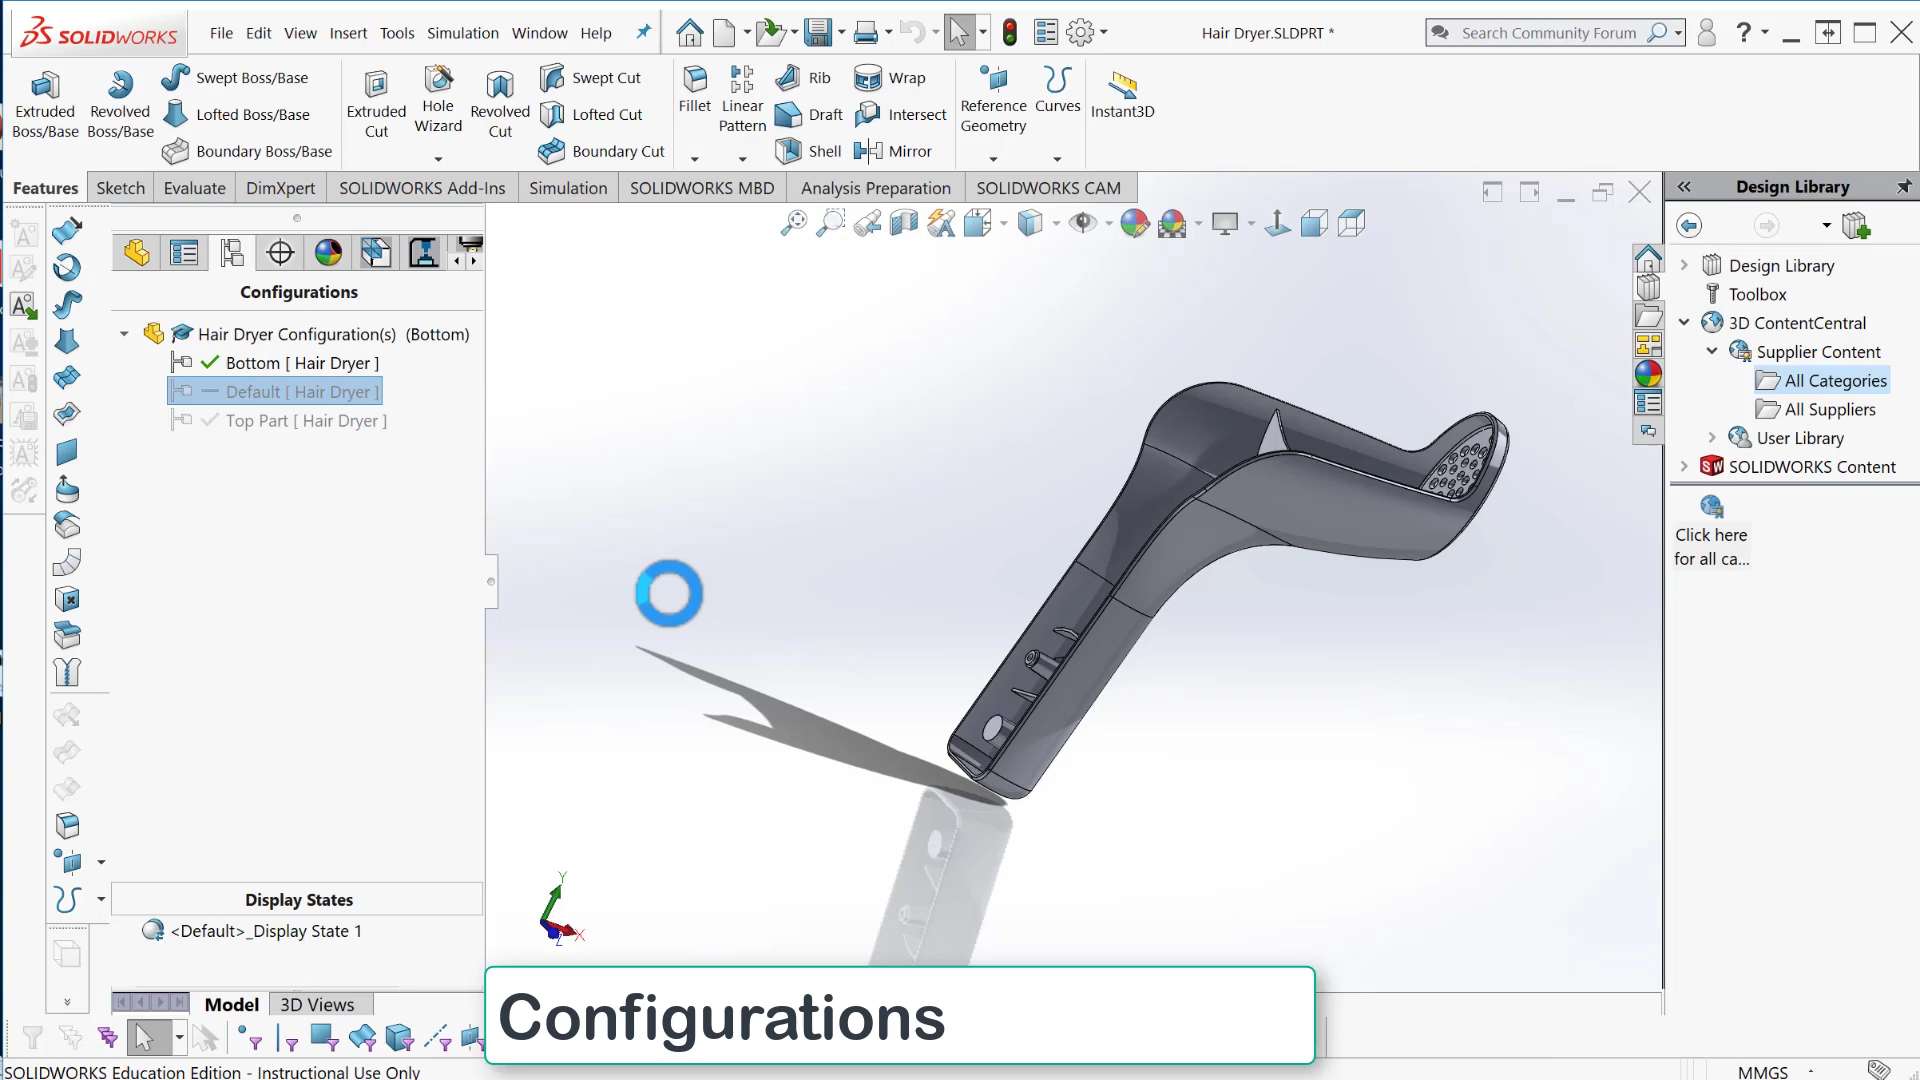 SOLIDWORKS
File Edit View Insert Tools Simulation Window Help
Hair Dryer.SLDPRT *
Search Community Forum
?
Extruded Boss/Base
Revolved Boss/Base
Swept Boss/Base
Lofted Boss/Base
Boundary Boss/Base
Extruded Cut
Hole Wizard
Revolved Cut
Swept Cut
Lofted Cut
Boundary Cut
Fillet
Linear Pattern
Rib
Draft
Shell
Wrap
Intersect
Mirror
Reference Geometry
Curves
Instant3D
Features Sketch Evaluate DimXpert SOLIDWORKS Add-Ins Simulation SOLIDWORKS MBD Analysis Preparation SOLIDWORKS CAM
Configurations
Hair Dryer Configuration(s) (Bottom)
Bottom [ Hair Dryer ]
Default [ Hair Dryer ]
Top Part [ Hair Dryer ]
Display States
<Default>_Display State 1
Model 3D Views
Y
X
Z
Design Library
Design Library
Toolbox
3D ContentCentral
Supplier Content
All Categories
All Suppliers
User Library
SOLIDWORKS Content
Click here
for all ca...
Configurations
SOLIDWORKS Education Edition - Instructional Use Only
MMGS